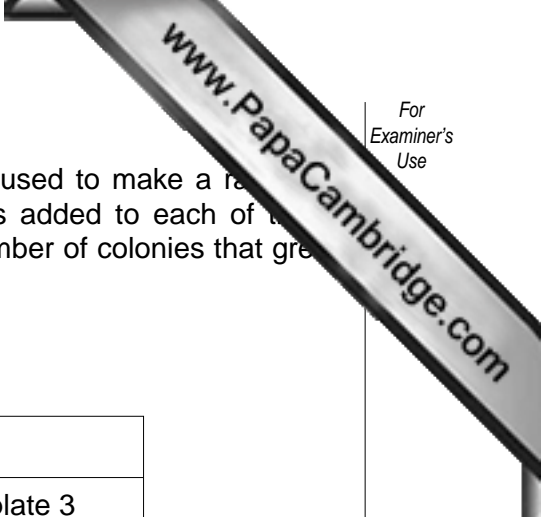 www.PapaCambridge.com
For
Examiner's
Use
used to make a
s added to each of
mber of colonies that gre
late 3